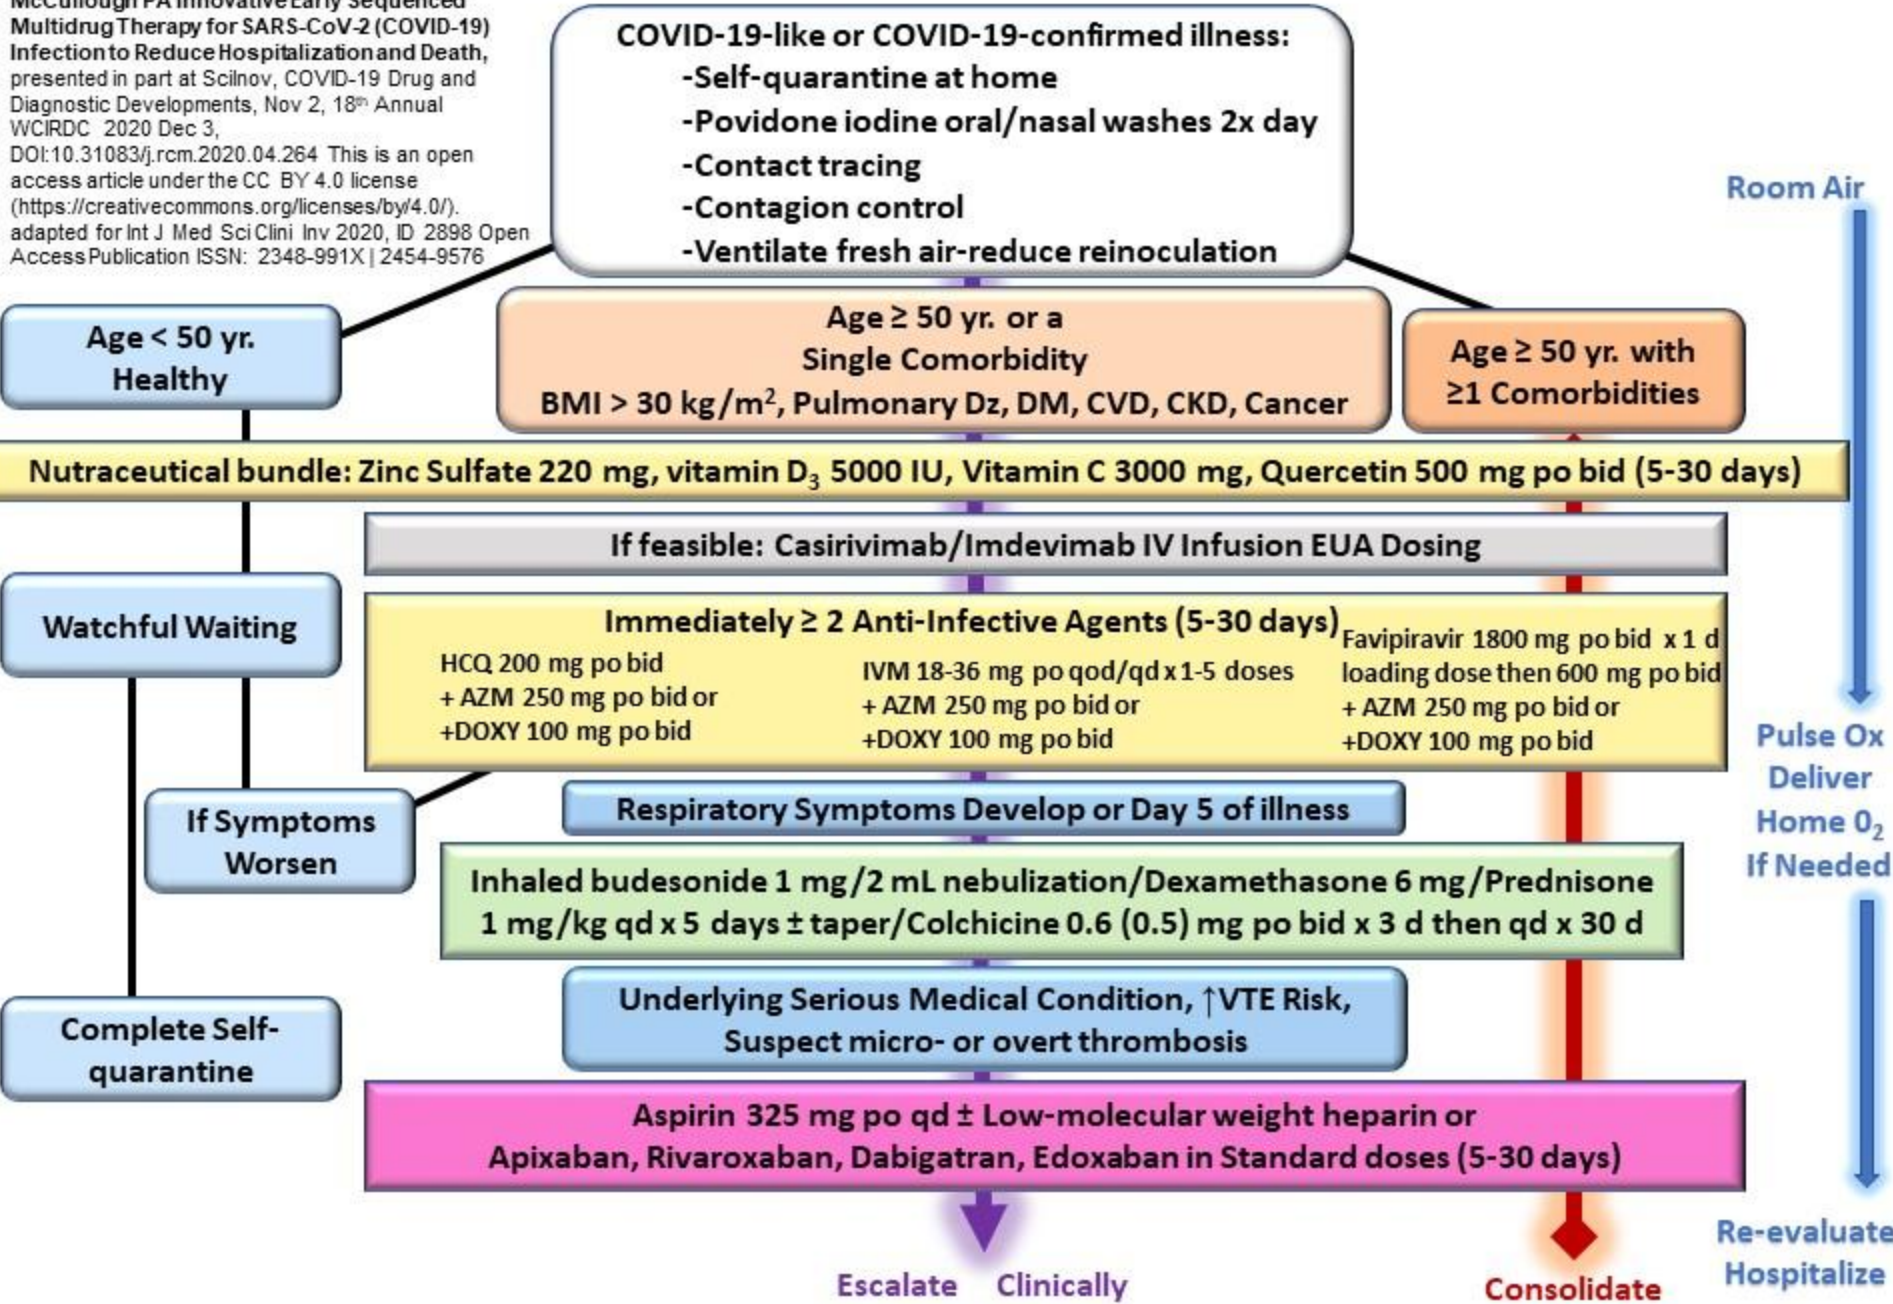 McCullough PA Innovative Early Sequenced
Multidrug Therapy for SARS-CoV-2 (COVID-19)
Infection to Reduce Hospitalization and Death,
presented in part at SciInov, COVID-19 Drug and
Diagnostic Developments, Nov 2, 18th Annual
WCIRDC 2020 Dec 3,
DOI:10.31083/j.rcm.2020.04.264 This is an open
access article under the CC BY 4.0 license
(https://creativecommons.org/licenses/by/4.0/).
adapted for Int J Med Sci Clini Inv 2020, ID 2898 Open
Access Publication ISSN: 2348-991X | 2454-9576
COVID-19-like or COVID-19-confirmed illness:
-Self-quarantine at home
-Povidone iodine oral/nasal washes 2x day
-Contact tracing
-Contagion control
-Ventilate fresh air-reduce reinoculation
Room Air
Age < 50 yr.
Healthy
Age ≥ 50 yr. or a
Single Comorbidity
BMI > 30 kg/m², Pulmonary Dz, DM, CVD, CKD, Cancer
Age ≥ 50 yr. with
≥1 Comorbidities
Nutraceutical bundle: Zinc Sulfate 220 mg, vitamin D₃ 5000 IU, Vitamin C 3000 mg, Quercetin 500 mg po bid (5-30 days)
If feasible: Casirivimab/Imdevimab IV Infusion EUA Dosing
Watchful Waiting
Immediately ≥ 2 Anti-Infective Agents (5-30 days)
HCQ 200 mg po bid
+ AZM 250 mg po bid or
+DOXY 100 mg po bid
IVM 18-36 mg po qod/qd x 1-5 doses
+ AZM 250 mg po bid or
+DOXY 100 mg po bid
Favipiravir 1800 mg po bid x 1 d
loading dose then 600 mg po bid
+ AZM 250 mg po bid or
+DOXY 100 mg po bid
Pulse Ox
Deliver
Home 0₂
If Needed
If Symptoms
Worsen
Respiratory Symptoms Develop or Day 5 of illness
Inhaled budesonide 1 mg/2 mL nebulization/Dexamethasone 6 mg/Prednisone
1 mg/kg qd x 5 days ± taper/Colchicine 0.6 (0.5) mg po bid x 3 d then qd x 30 d
Underlying Serious Medical Condition, ↑VTE Risk,
Suspect micro- or overt thrombosis
Complete Self-
quarantine
Aspirin 325 mg po qd ± Low-molecular weight heparin or
Apixaban, Rivaroxaban, Dabigatran, Edoxaban in Standard doses (5-30 days)
Escalate Clinically
Consolidate
Re-evaluate
Hospitalize